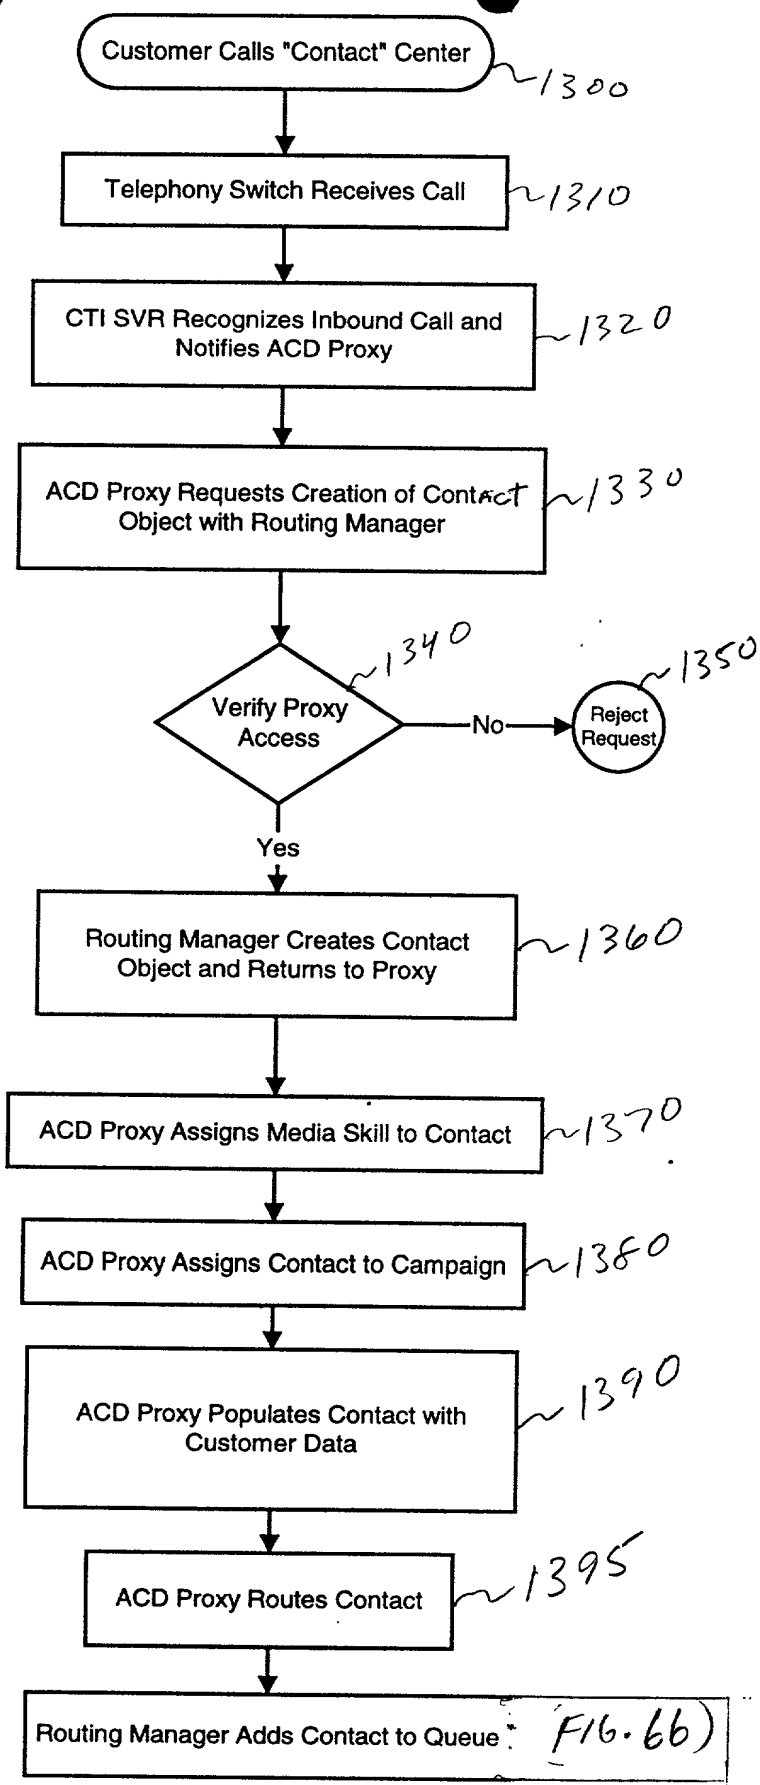 Customer Calls "Contact" Center
1300
Telephony Switch Receives Call
1310
CTI SVR Recognizes Inbound Call and
Notifies ACD Proxy
1320
ACD Proxy Requests Creation of Contact
Object with Routing Manager
1330
1340
Verify Proxy
Access
No
Reject
Request
1350
Yes
Routing Manager Creates Contact
Object and Returns to Proxy
1360
ACD Proxy Assigns Media Skill to Contact
1370
ACD Proxy Assigns Contact to Campaign
1380
ACD Proxy Populates Contact with
Customer Data
1390
ACD Proxy Routes Contact
1395
Routing Manager Adds Contact to Queue
FIG. 6b)